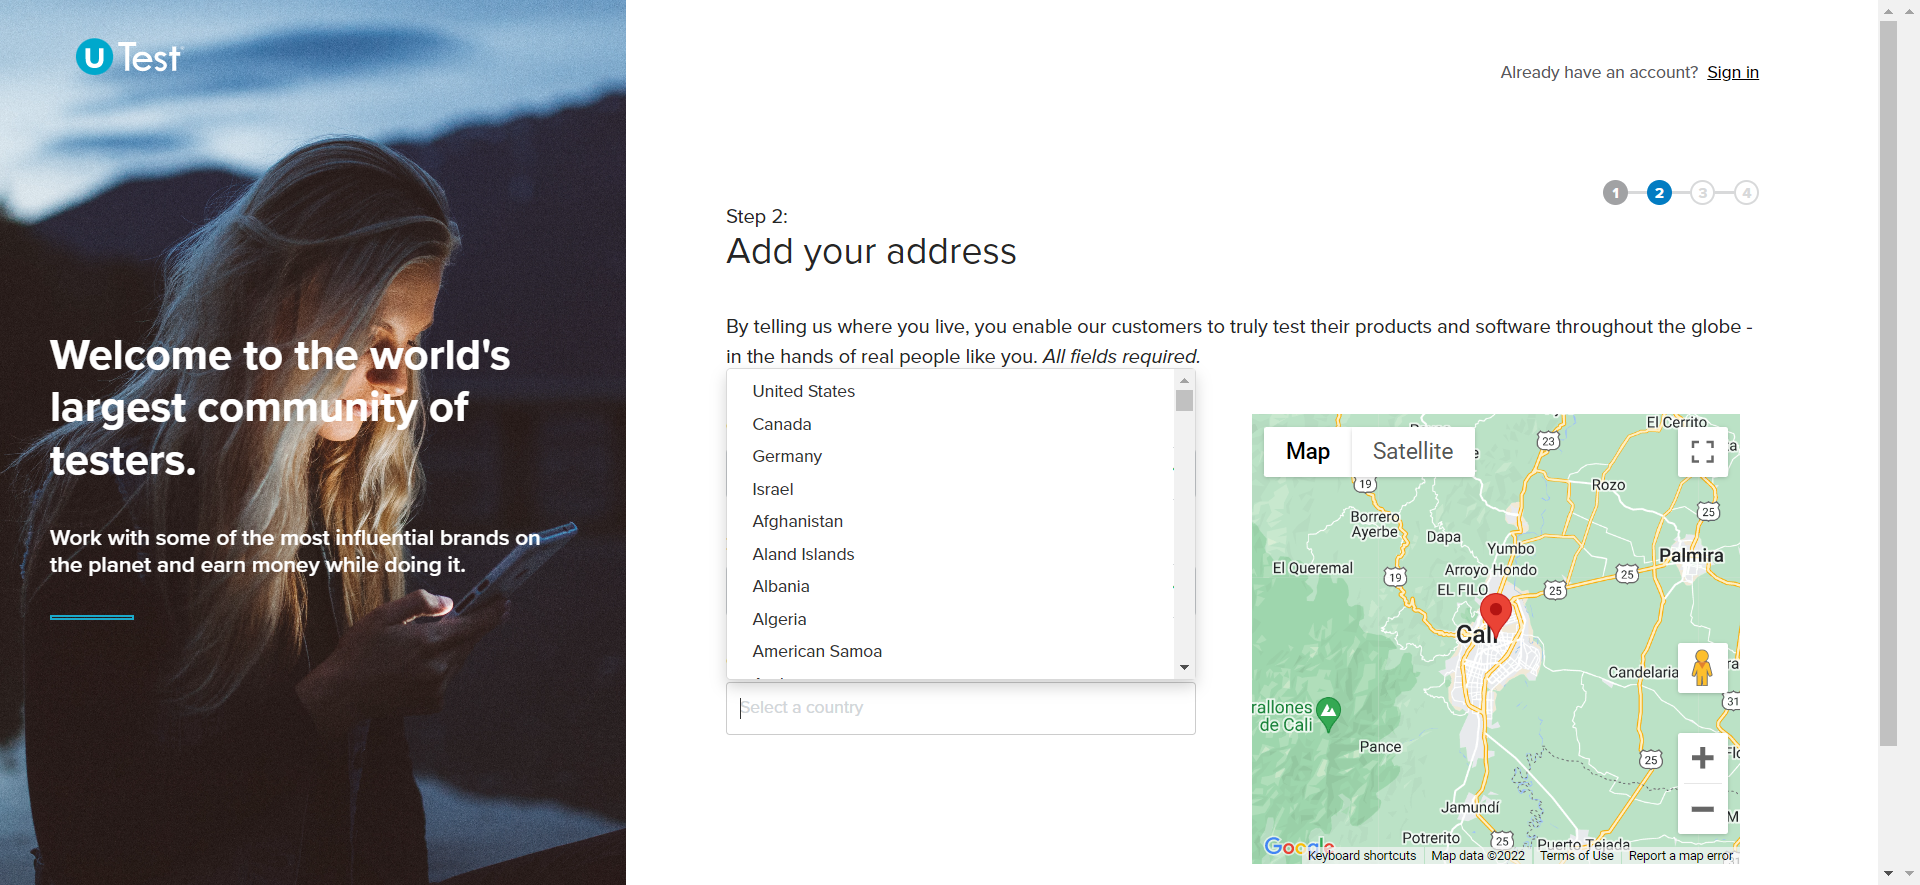 U Test
Welcome to the world's
largest community of
testers.
Work with some of the most influential brands on
the planet and earn money while doing it.
Already have an account? Sign in
1 2 3 4
Step 2:
Add your address
By telling us where you live, you enable our customers to truly test their products and software throughout the globe -
in the hands of real people like you. All fields required.
United States
Canada
Germany
Israel
Afghanistan
Aland Islands
Albania
Algeria
American Samoa
Select a country
Map
Satellite
El Cerrito
23
19
Rozo
25
Borrero
Ayerbe
Dapa
Yumbo
Palmira
El Queremal
19
Arroyo Hondo
25
EL FILO
25
Cali
Candelaria
31
rallones
de Cali
Pance
25
Jamundí
Potrerito
25
Puerto Tejada
Google
Keyboard shortcuts
Map data ©2022
Terms of Use
Report a map error